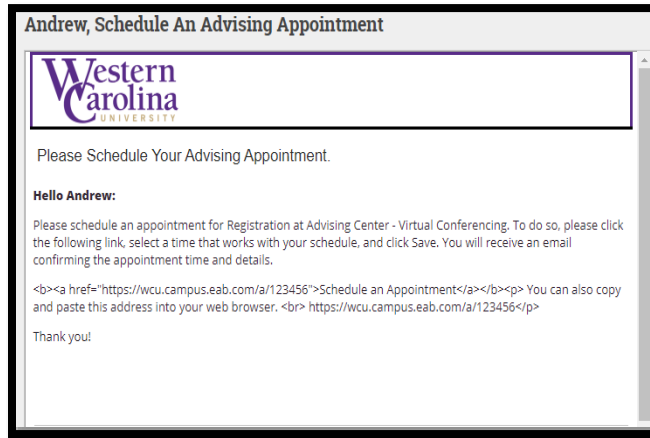 Andrew, Schedule An Advising Appointment
Western
Carolina
UNIVERSITY
Please Schedule Your Advising Appointment.
Hello Andrew:
Please schedule an appointment for Registration at Advising Center - Virtual Conferencing. To do so, please click
the following link, select a time that works with your schedule, and click Save. You will receive an email
confirming the appointment time and details.
<b><a href="https://wcu.campus.eab.com/a/123456">Schedule an Appointment</a></b><p> You can also copy
and paste this address into your web browser. <br> https://wcu.campus.eab.com/a/123456</p>
Thank you!